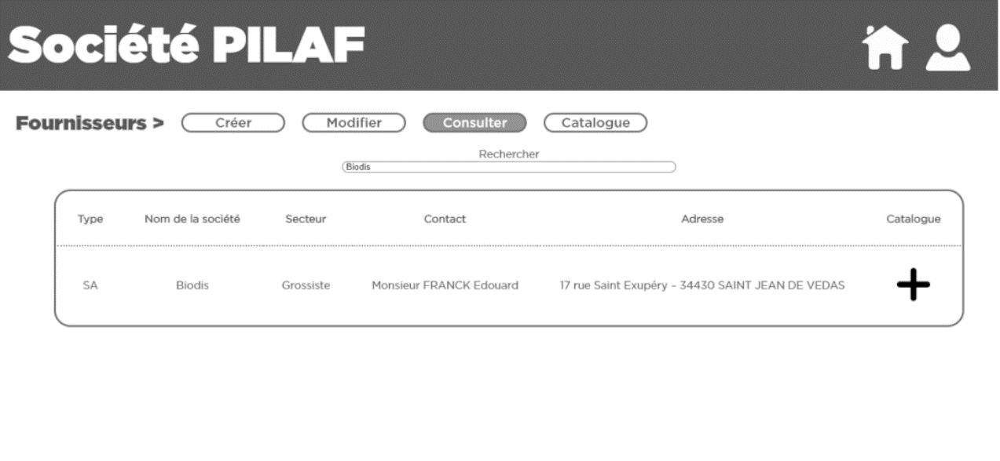 Société PILAF
Fournisseurs > Créer Modifier Consulter Catalogue
Rechercher
Biodis
Type Nom de la société Secteur Contact Adresse Catalogue
SA Biodis Grossiste Monsieur FRANCK Edouard 17 rue Saint Exupéry – 34430 SAINT JEAN DE VEDAS